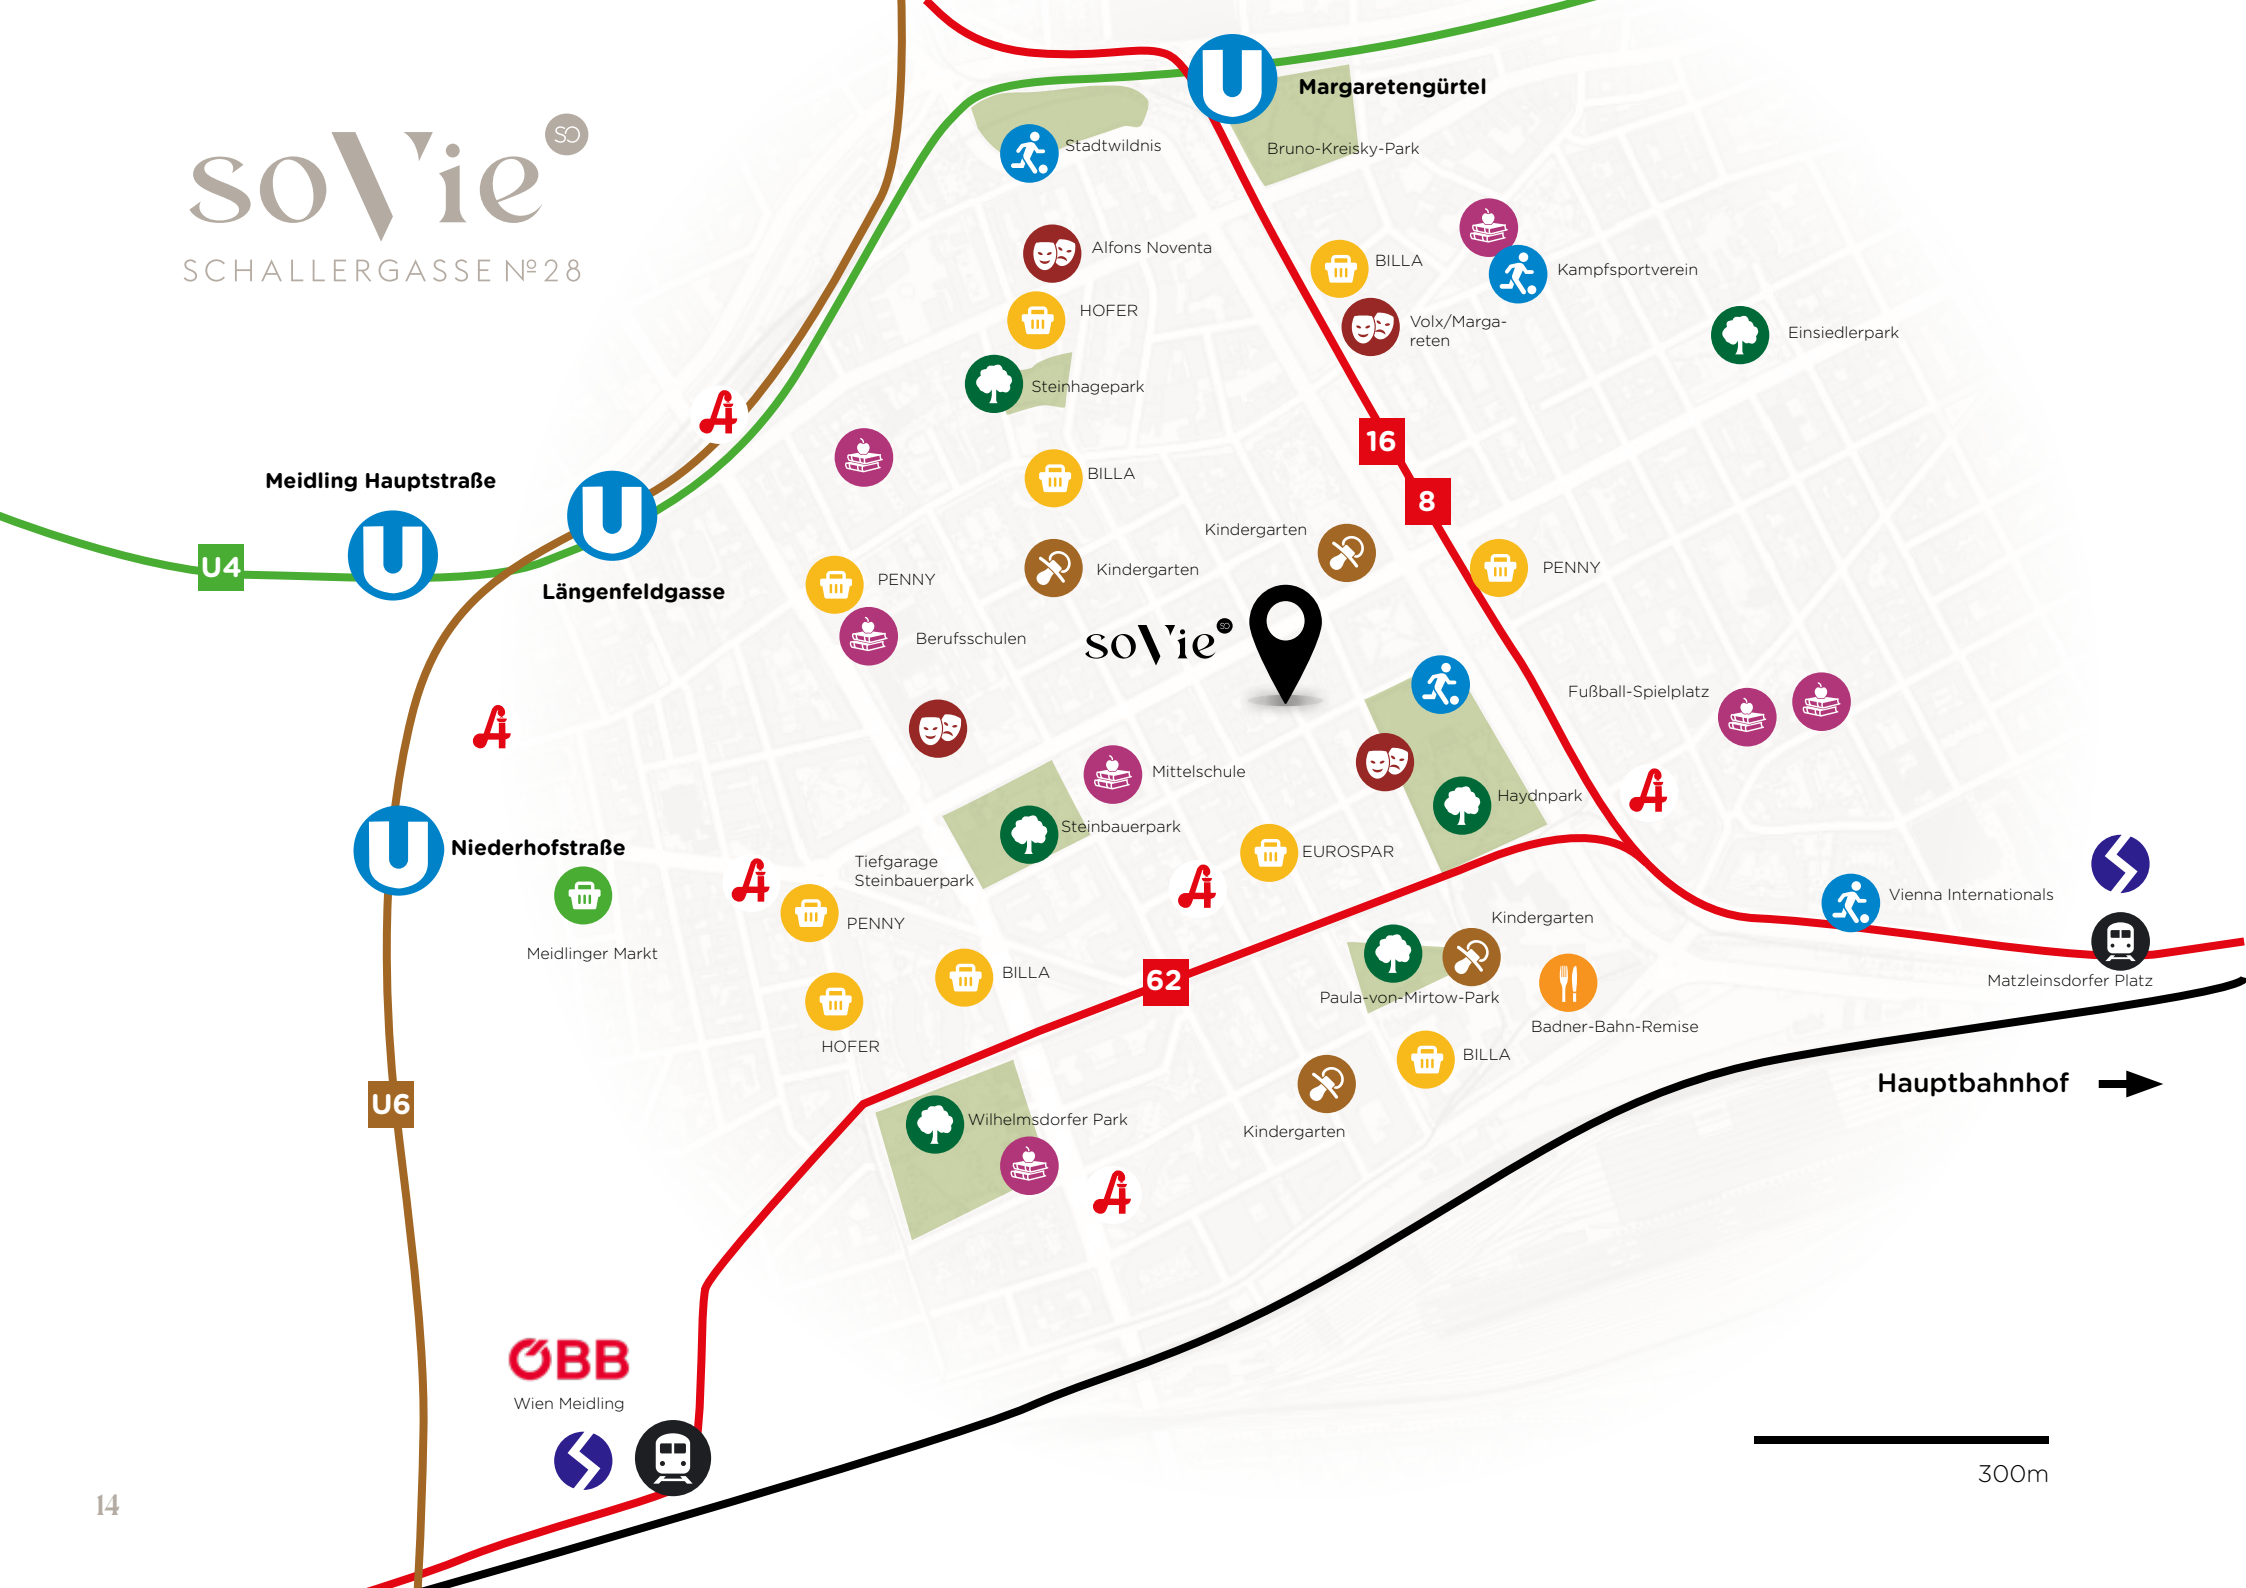 soVie SO
SCHALLERGASSE Nº28
Margaretengürtel
Bruno-Kreisky-Park
Stadtwildnis
Alfons Noventa
HOFER
Steinhagepark
BILLA
Kampfsportverein
Volx/Marga-
reten
Einsiedlerpark
16
8
Meidling Hauptstraße
U4
Längenfeldgasse
BILLA
Kindergarten
Kindergarten
PENNY
PENNY
Berufsschulen
soVie SO
Fußball-Spielplatz
Mittelschule
Haydnpark
Steinbauerpark
EUROSPAR
Niederhofstraße
Tiefgarage
Steinbauerpark
PENNY
Meidlinger Markt
BILLA
HOFER
62
Kindergarten
Paula-von-Mirtow-Park
Badner-Bahn-Remise
BILLA
Kindergarten
Vienna Internationals
Matzleinsdorfer Platz
Hauptbahnhof
U6
Wilhelmsdorfer Park
ÖBB
Wien Meidling
300m
14